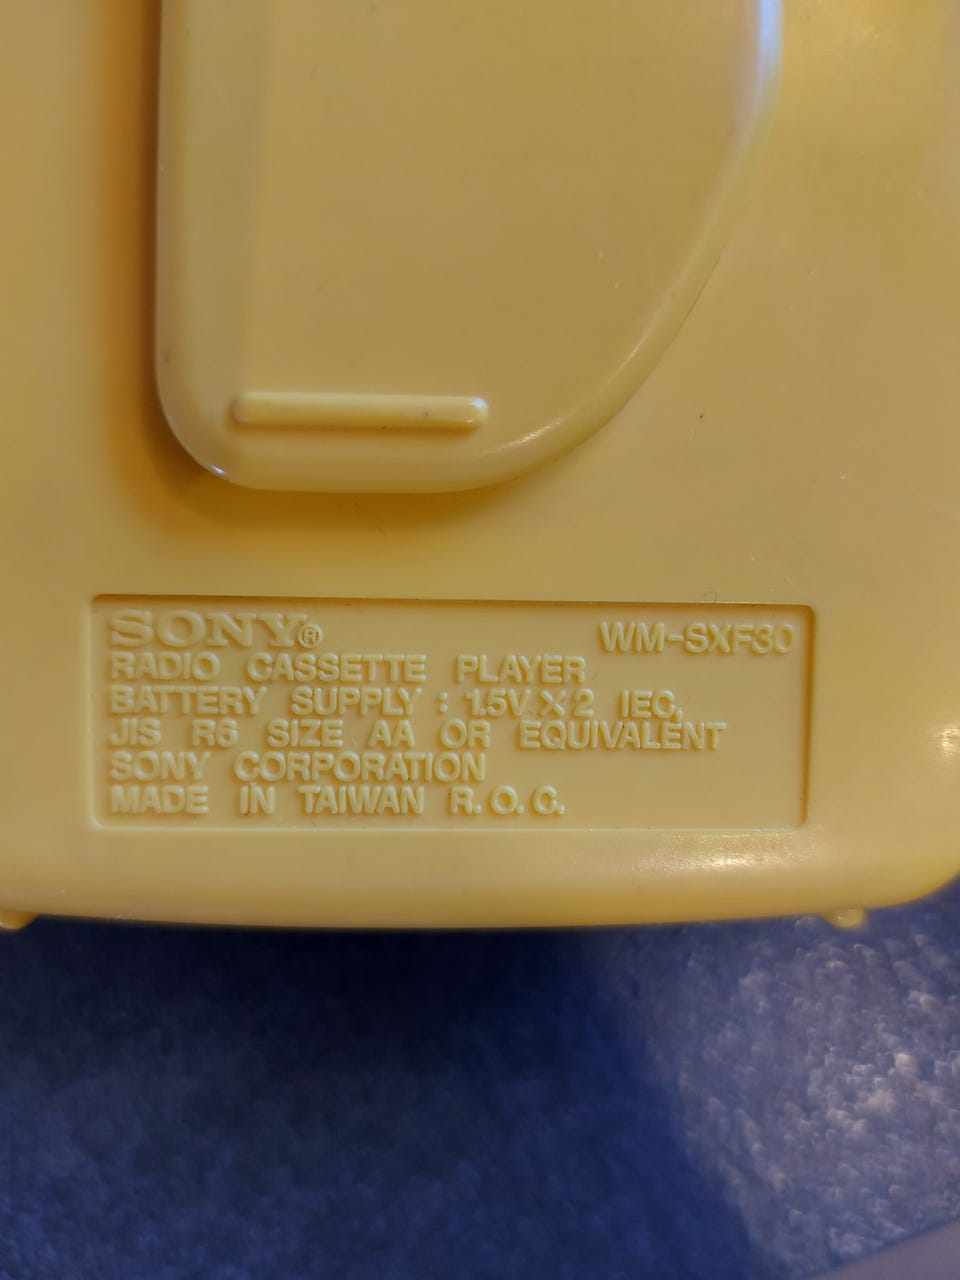 SONY® WM-SXF30
RADIO CASSETTE PLAYER
BATTERY SUPPLY : 1.5V X 2 IEC,
JIS R6 SIZE AA OR EQUIVALENT
SONY CORPORATION
MADE IN TAIWAN R.O.C.